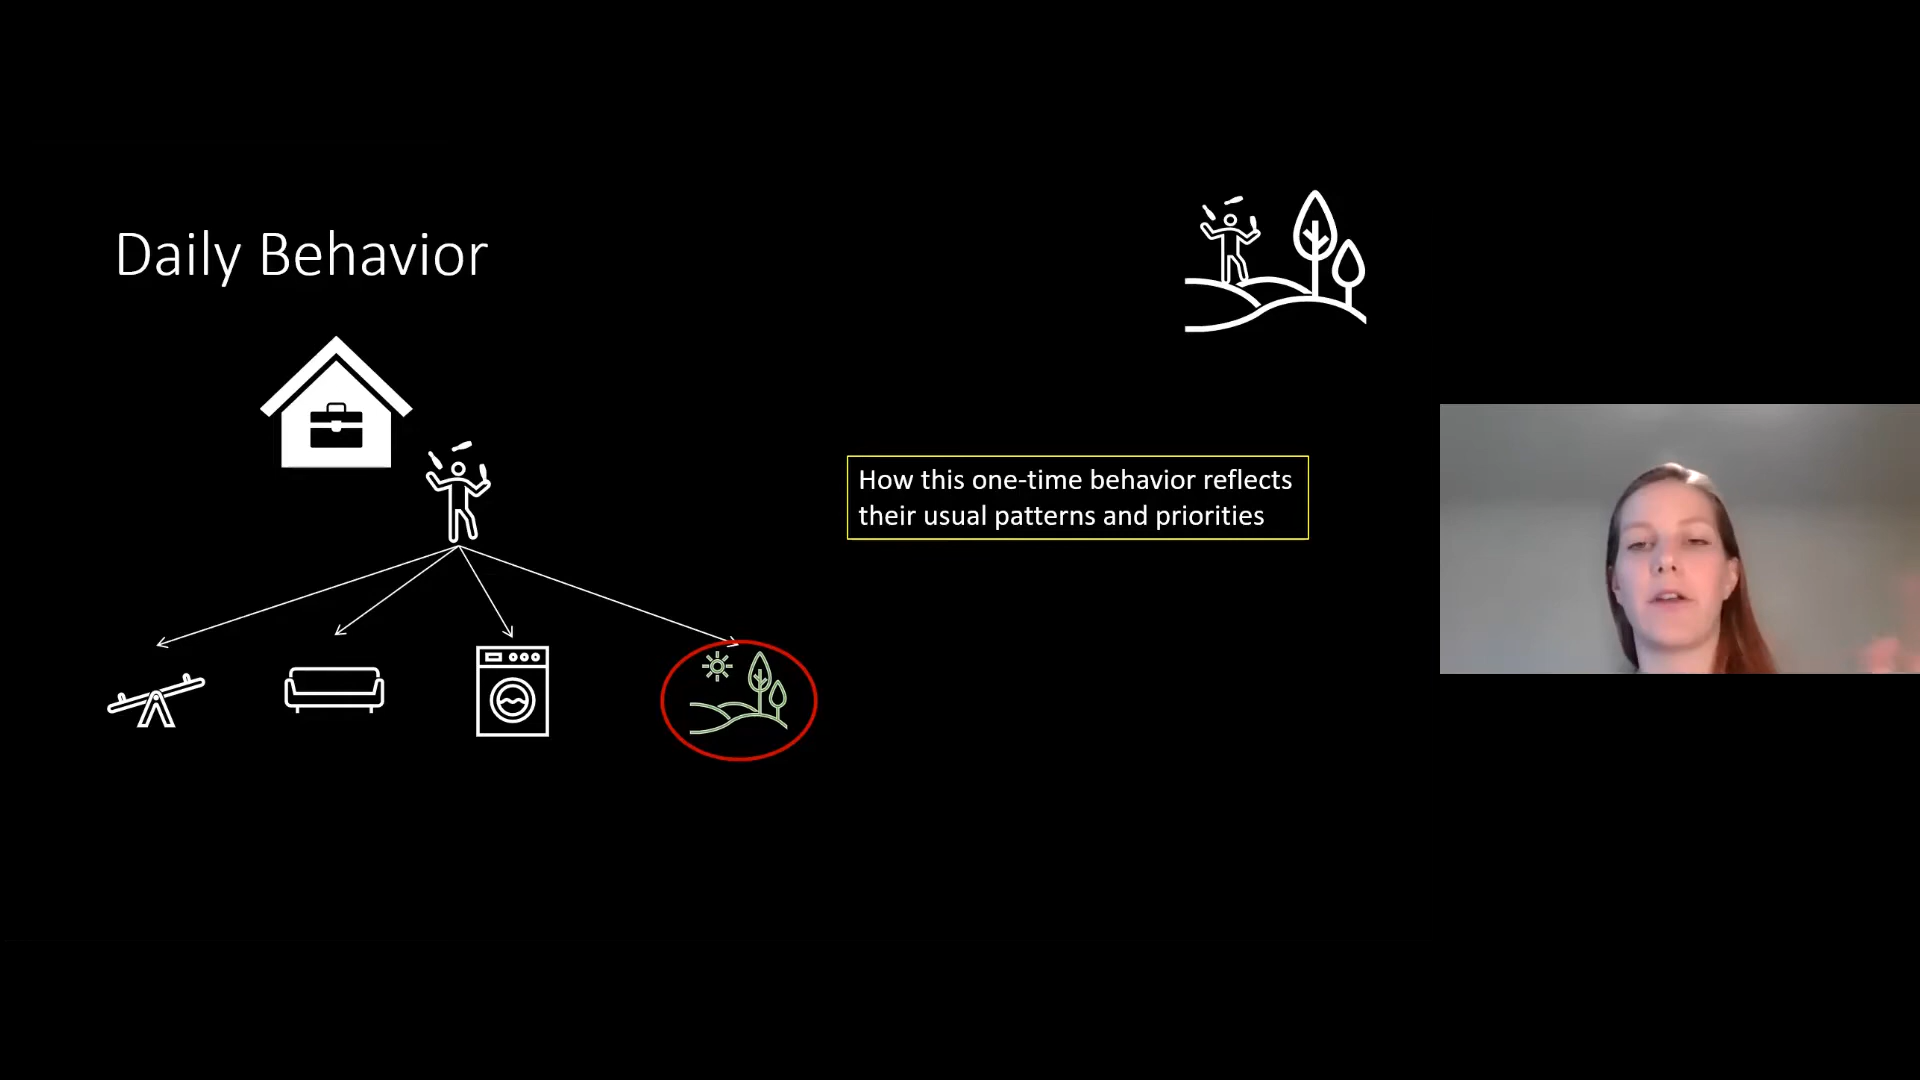 Daily Behavior
How this one-time behavior reflects
their usual patterns and priorities